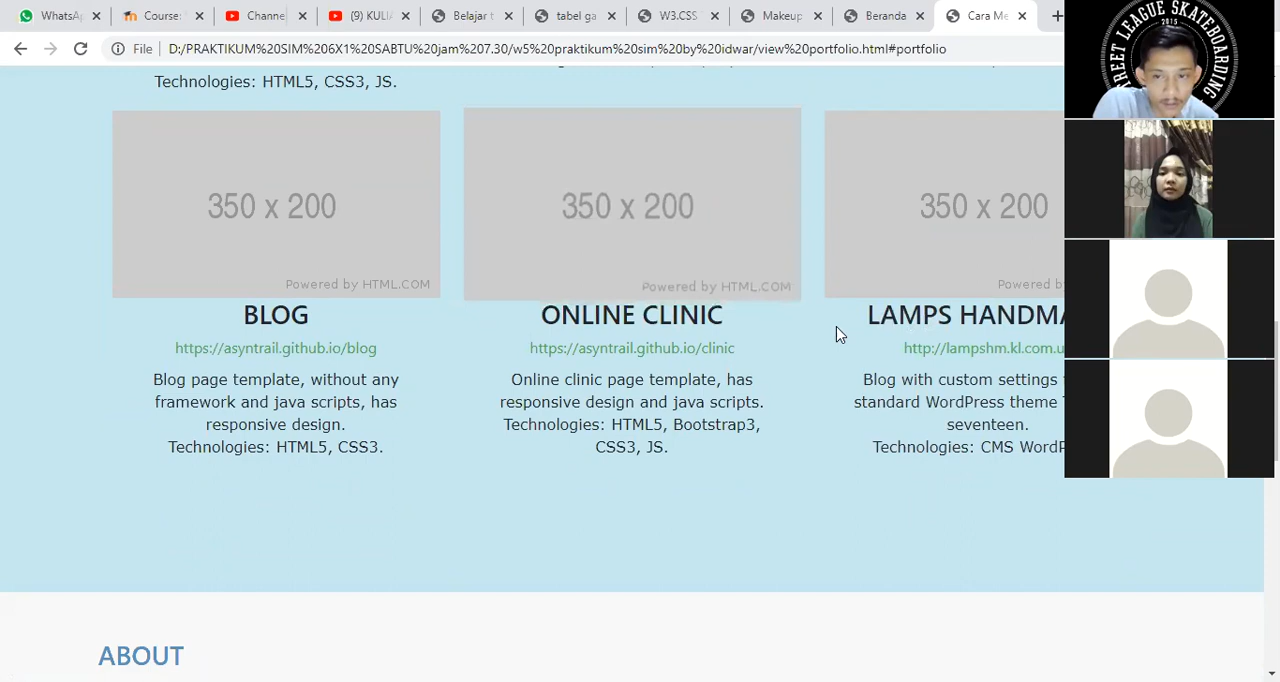 WhatsA
Course:
Channe
(9) KULI
Belajar
tabel ga
W3.CSS
Makeup
Beranda
Cara Me
File
D:/PRAKTIKUM%20SIM%206X1%20SABTU%20jam%207.30/w5%20praktikum%20sim%20by%20idwar/view%20portfolio.html#portfolio
STREET LEAGUE SKATEBOARDING
2015
Technologies: HTML5, CSS3, JS.
350 x 200
Powered by HTML.COM
BLOG
https://asyntrail.github.io/blog
Blog page template, without any
framework and java scripts, has
responsive design.
Technologies: HTML5, CSS3.
350 x 200
Powered by HTML.COM
ONLINE CLINIC
https://asyntrail.github.io/clinic
Online clinic page template, has
responsive design and java scripts.
Technologies: HTML5, Bootstrap3,
CSS3, JS.
350 x 200
Powered by
LAMPS HANDMA
http://lampshm.kl.com.u
Blog with custom settings
standard WordPress theme
seventeen.
Technologies: CMS WordP
ABOUT